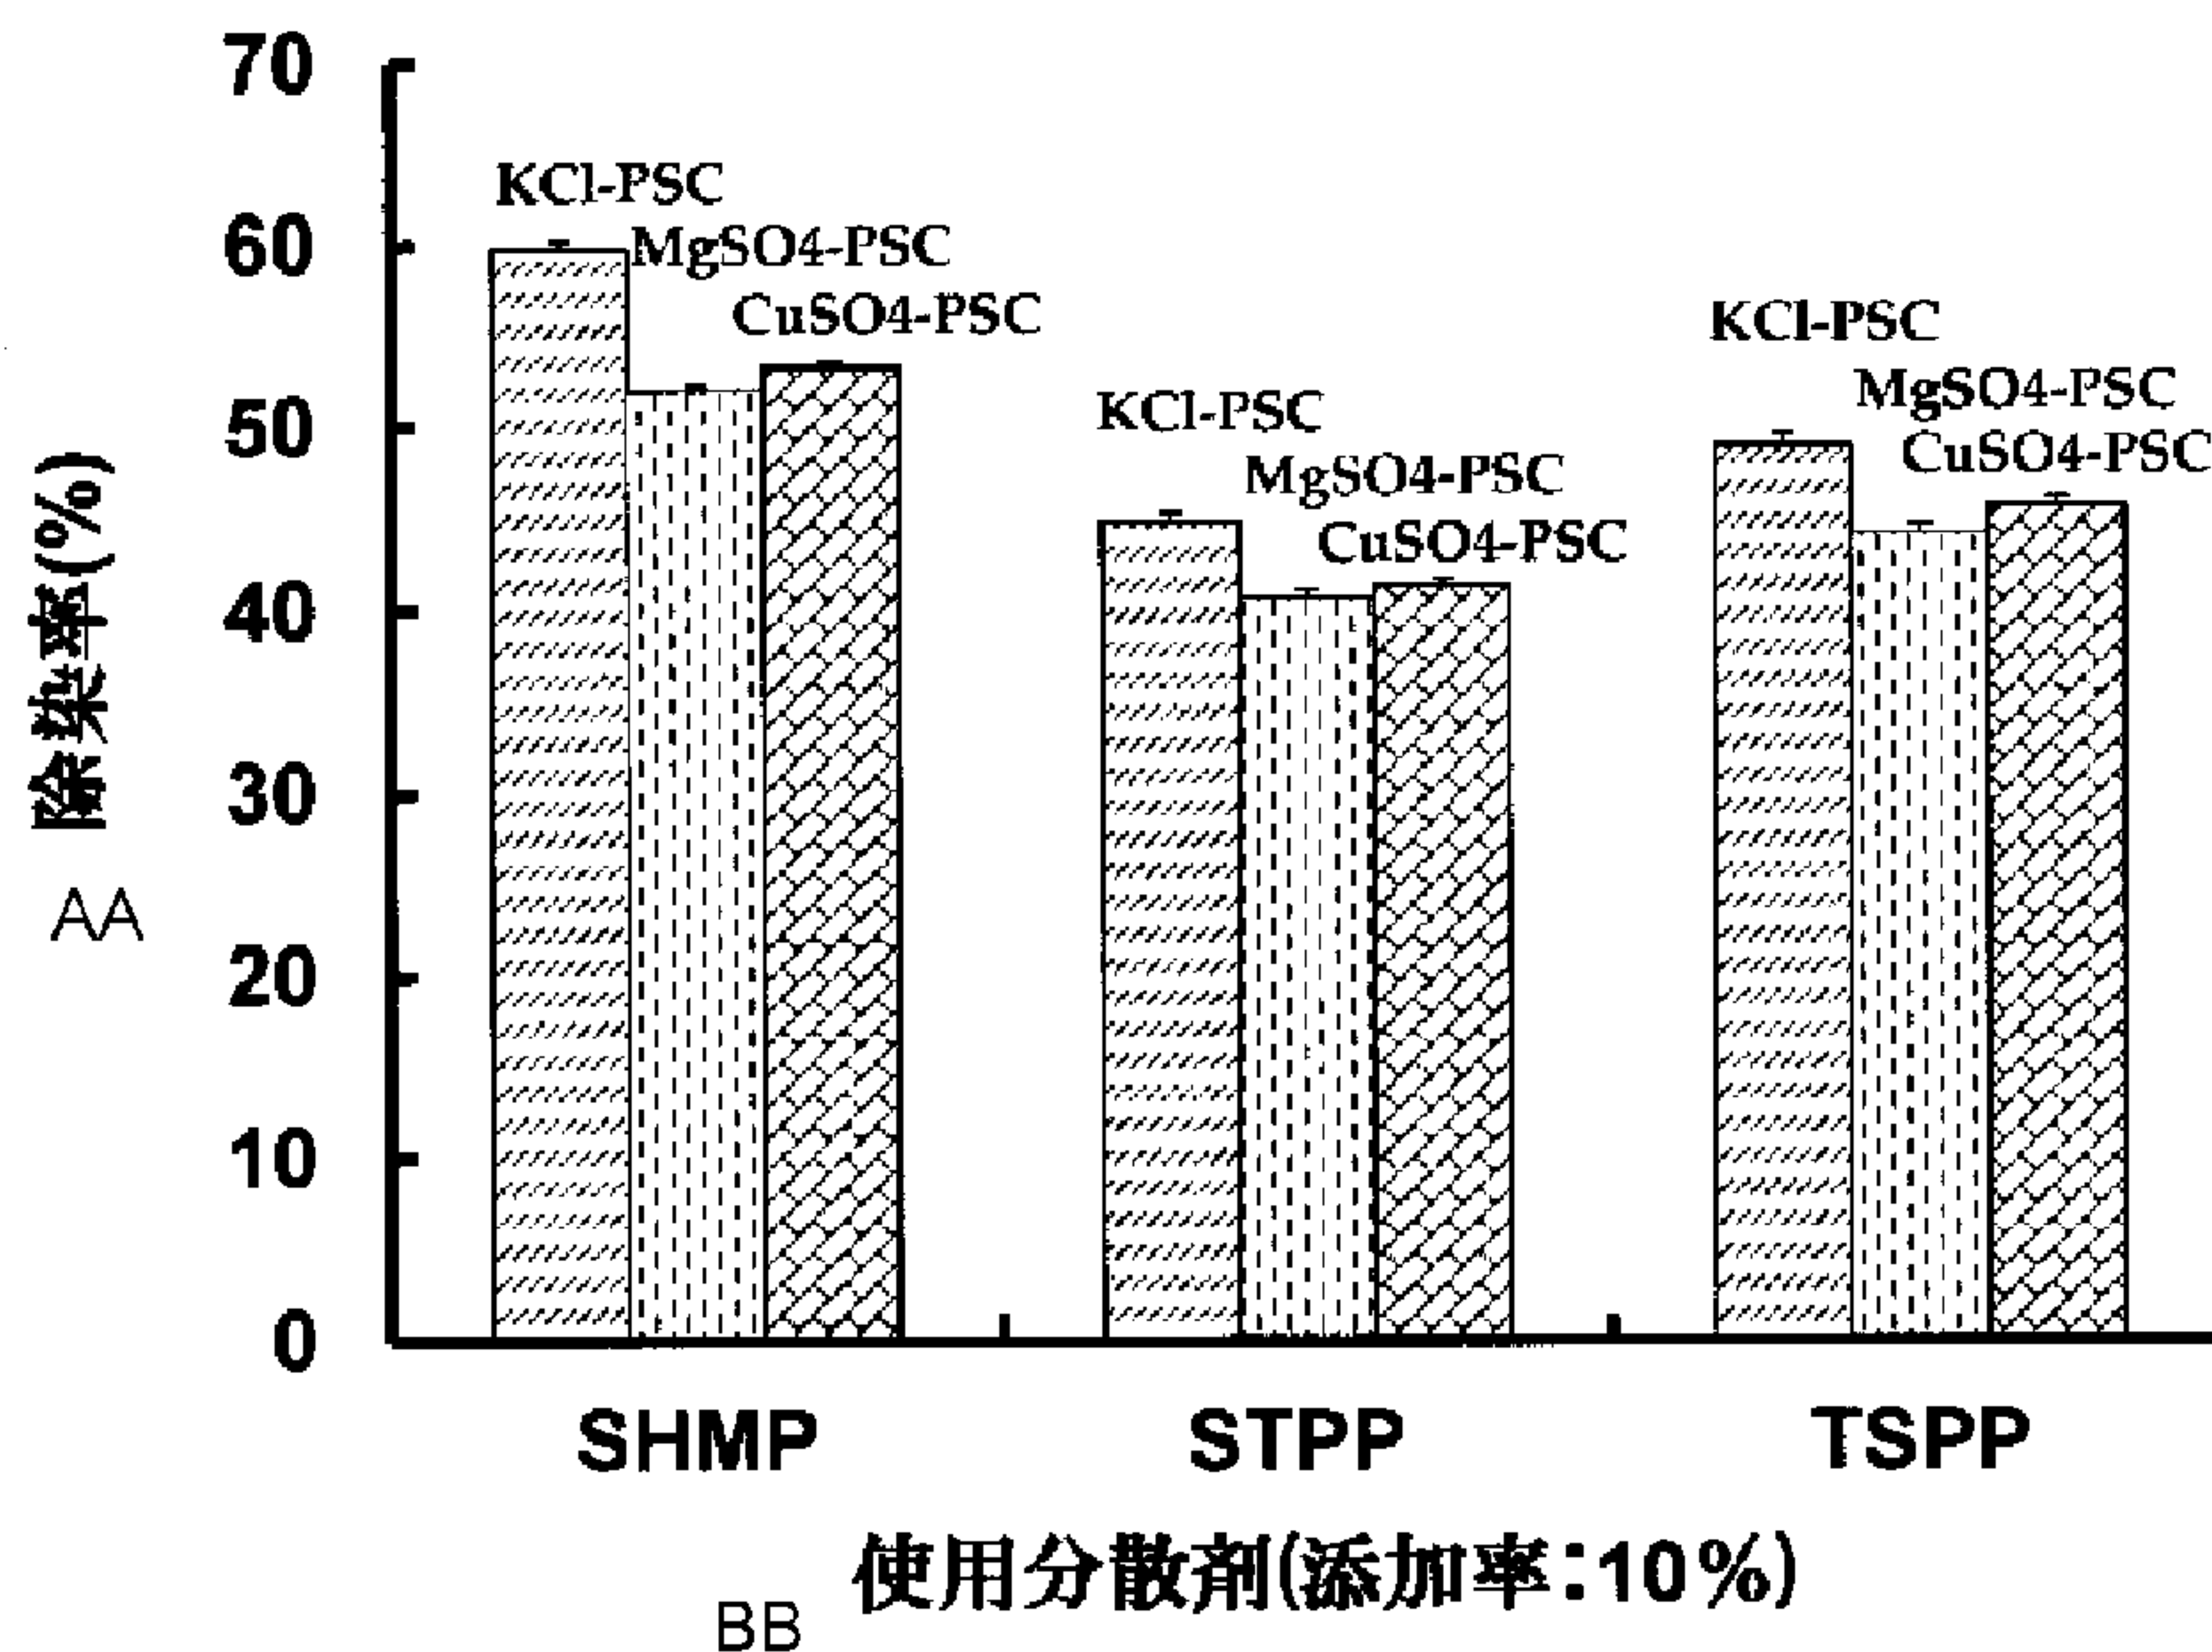 70
60
50
40
30
20
10
0
除染率(%)
AA
KCl-PSC
MgSO4-PSC
CuSO4-PSC
KCl-PSC
MgSO4-PSC
CuSO4-PSC
KCl-PSC
MgSO4-PSC
CuSO4-PSC
SHMP STPP TSPP
使用分散剤(添加率:10%)
BB